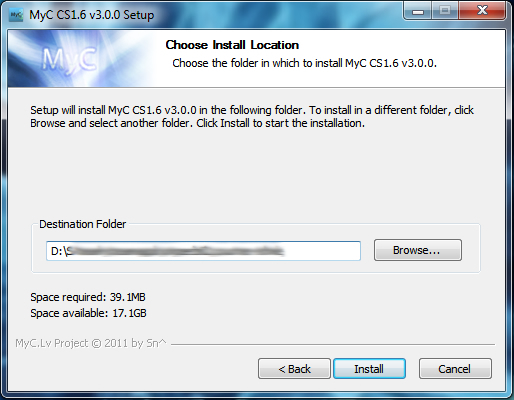 MyC CS1.6 v3.0.0 Setup
MyC
Choose Install Location
Choose the folder in which to install MyC CS1.6 v3.0.0.
Setup will install MyC CS1.6 v3.0.0 in the following folder. To install in a different folder, click
Browse and select another folder. Click Install to start the installation.
Destination Folder
D:\
Browse...
Space required: 39.1MB
Space available: 17.1GB
MyC.Lv Project © 2011 by Sn^
< Back
Install
Cancel